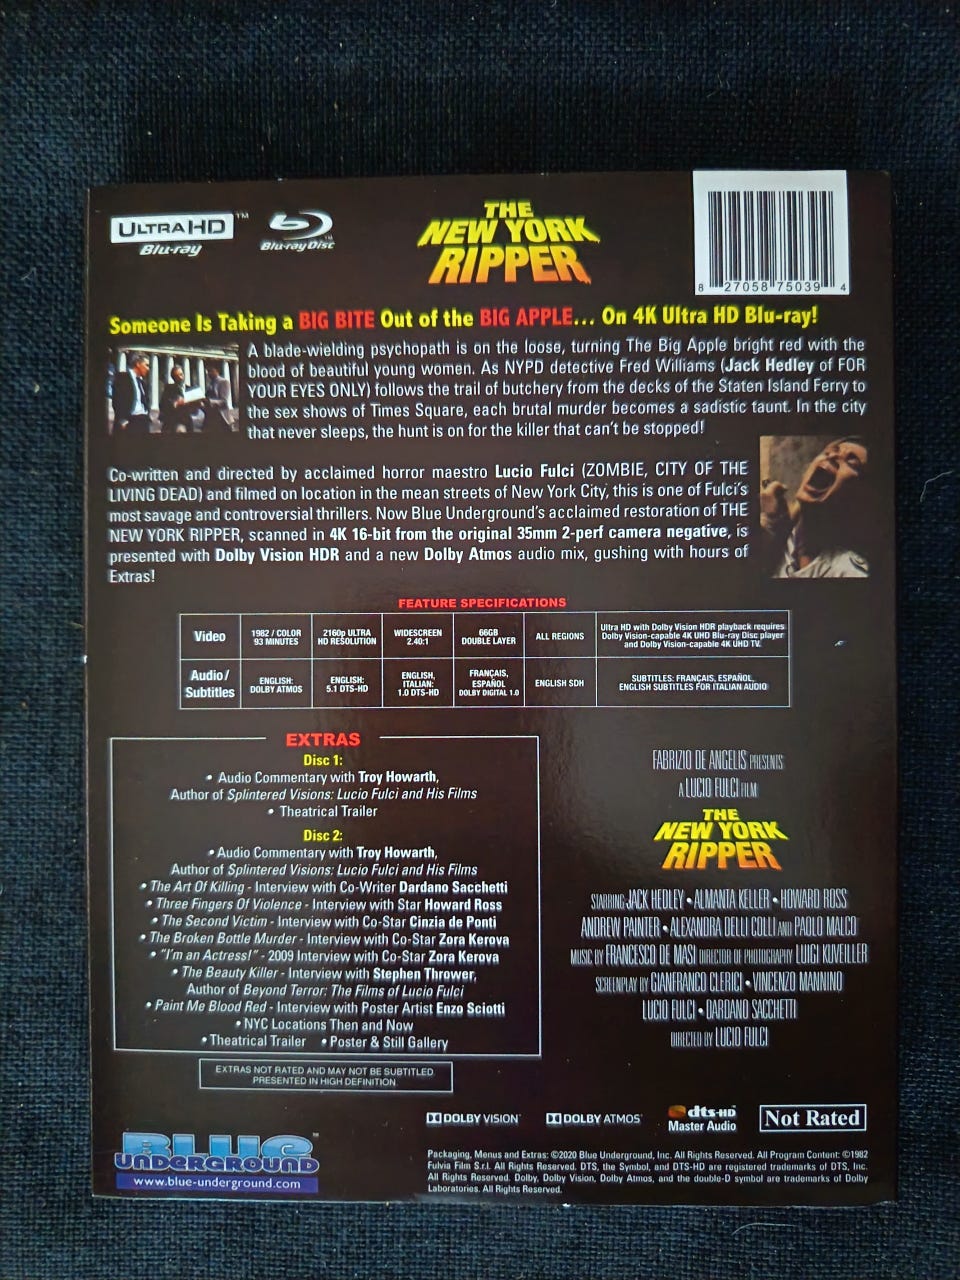 ULTRA HD™
Blu-ray
Blu-ray Disc™
THE
NEW YORK
RIPPER
8 27058 75039 4
Someone Is Taking a BIG BITE Out of the BIG APPLE... On 4K Ultra HD Blu-ray!
A blade-wielding psychopath is on the loose, turning The Big Apple bright red with the
blood of beautiful young women. As NYPD detective Fred Williams (Jack Hedley of FOR
YOUR EYES ONLY) follows the trail of butchery from the decks of the Staten Island Ferry to
the sex shows of Times Square, each brutal murder becomes a sadistic taunt. In the city
that never sleeps, the hunt is on for the killer that can't be stopped!
Co-written and directed by acclaimed horror maestro Lucio Fulci (ZOMBIE, CITY OF THE
LIVING DEAD) and filmed on location in the mean streets of New York City, this is one of Fulci's
most savage and controversial thrillers. Now Blue Underground's acclaimed restoration of THE
NEW YORK RIPPER, scanned in 4K 16-bit from the original 35mm 2-perf camera negative, is
presented with Dolby Vision HDR and a new Dolby Atmos audio mix, gushing with hours of
Extras!
FEATURE SPECIFICATIONS
Video
1982 / COLOR
93 MINUTES
2160p ULTRA
HD RESOLUTION
WIDESCREEN
2.40:1
66GB
DOUBLE LAYER
ALL REGIONS
Ultra HD with Dolby Vision HDR playback requires
Dolby Vision-capable 4K UHD Blu-ray Disc player
and Dolby Vision-capable 4K UHD TV.
Audio/
Subtitles
ENGLISH:
DOLBY ATMOS
ENGLISH:
5.1 DTS-HD
ENGLISH,
ITALIAN:
1.0 DTS-HD
FRANÇAIS,
ESPAÑOL
DOLBY DIGITAL 1.0
ENGLISH SDH
SUBTITLES: FRANÇAIS, ESPAÑOL,
ENGLISH SUBTITLES FOR ITALIAN AUDIO
EXTRAS
Disc 1:
• Audio Commentary with Troy Howarth,
Author of Splintered Visions: Lucio Fulci and His Films
• Theatrical Trailer
Disc 2:
• Audio Commentary with Troy Howarth,
Author of Splintered Visions: Lucio Fulci and His Films
• The Art Of Killing - Interview with Co-Writer Dardano Sacchetti
• Three Fingers Of Violence - Interview with Star Howard Ross
• The Second Victim - Interview with Co-Star Cinzia de Ponti
• The Broken Bottle Murder - Interview with Co-Star Zora Kerova
• "I'm an Actress!" - 2009 Interview with Co-Star Zora Kerova
• The Beauty Killer - Interview with Stephen Thrower,
Author of Beyond Terror: The Films of Lucio Fulci
• Paint Me Blood Red - Interview with Poster Artist Enzo Sciotti
• NYC Locations Then and Now
• Theatrical Trailer • Poster & Still Gallery
EXTRAS NOT RATED AND MAY NOT BE SUBTITLED
PRESENTED IN HIGH DEFINITION
FABRIZIO DE ANGELIS PRESENTS
A LUCIO FULCI FILM
THE
NEW YORK
RIPPER
STARRING JACK HEDLEY • ALMANTA KELLER • HOWARD ROSS
ANDREW PAINTER • ALEXANDRA DELLI COLLI AND PAOLO MALCO
MUSIC BY FRANCESCO DE MASI DIRECTOR OF PHOTOGRAPHY LUIGI KUVEILLER
SCREENPLAY BY GIANFRANCO CLERICI • VINCENZO MANNINO
LUCIO FULCI • DARDANO SACCHETTI
DIRECTED BY LUCIO FULCI
DOLBY VISION™
DOLBY ATMOS®
dts-HD
Master Audio
Not Rated
BLUE
UNDERGROUND™
www.blue-underground.com
Packaging, Menus and Extras: ©2020 Blue Underground, Inc. All Rights Reserved. All Program Content: ©1982
Fulvia Film S.r.l. All Rights Reserved. DTS, the Symbol, and DTS-HD are registered trademarks of DTS, Inc.
All Rights Reserved. Dolby, Dolby Vision, Dolby Atmos, and the double-D symbol are trademarks of Dolby
Laboratories. All Rights Reserved.